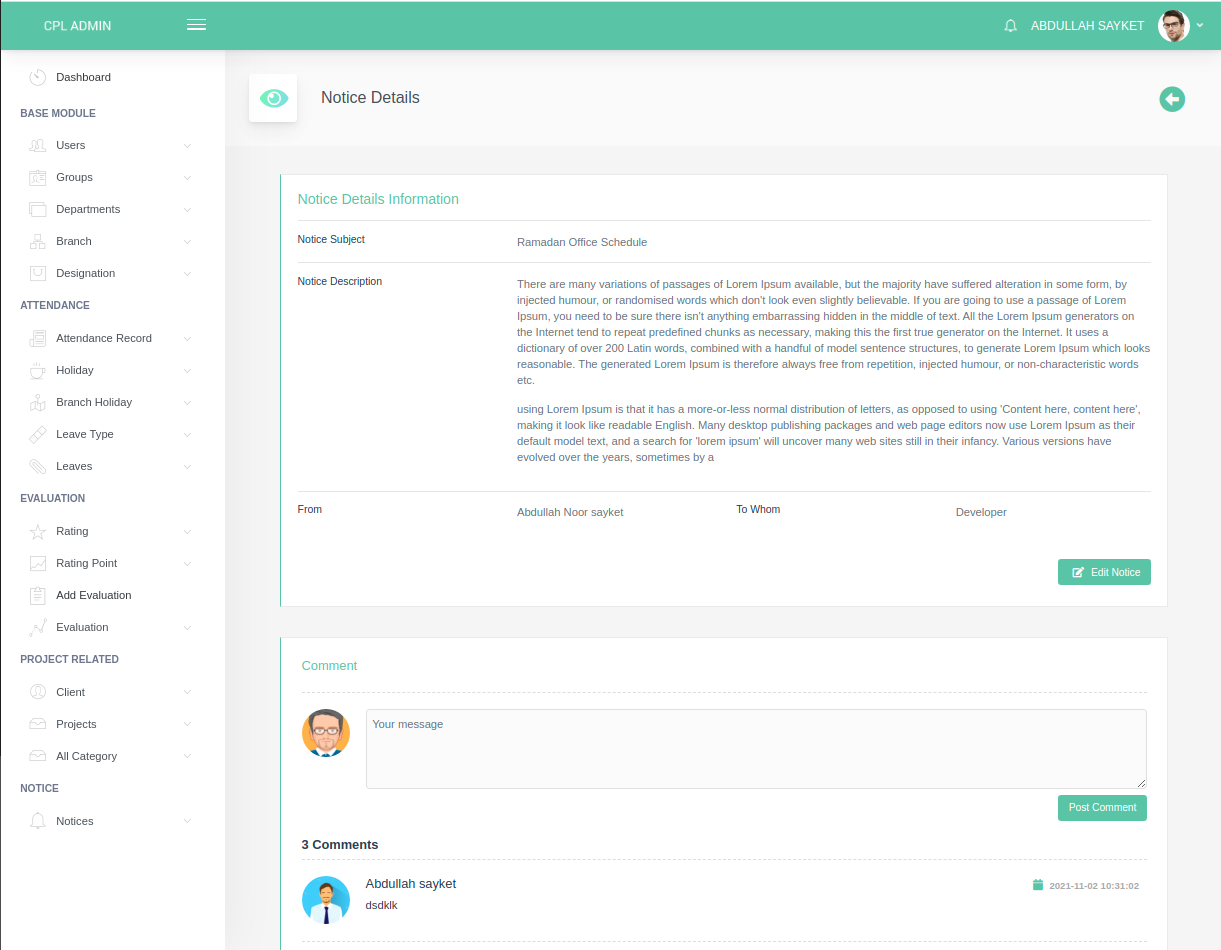 CPL ADMIN
ABDULLAH SAYKET
Dashboard
BASE MODULE
Users
Groups
Departments
Branch
Designation
ATTENDANCE
Attendance Record
Holiday
Branch Holiday
Leave Type
Leaves
EVALUATION
Rating
Rating Point
Add Evaluation
Evaluation
PROJECT RELATED
Client
Projects
All Category
NOTICE
Notices
Notice Details
Notice Details Information
Notice Subject
Ramadan Office Schedule
Notice Description
There are many variations of passages of Lorem Ipsum available, but the majority have suffered alteration in some form, by
injected humour, or randomised words which don't look even slightly believable. If you are going to use a passage of Lorem
Ipsum, you need to be sure there isn't anything embarrassing hidden in the middle of text. All the Lorem Ipsum generators on
the Internet tend to repeat predefined chunks as necessary, making this the first true generator on the Internet. It uses a
dictionary of over 200 Latin words, combined with a handful of model sentence structures, to generate Lorem Ipsum which looks
reasonable. The generated Lorem Ipsum is therefore always free from repetition, injected humour, or non-characteristic words
etc.
using Lorem Ipsum is that it has a more-or-less normal distribution of letters, as opposed to using 'Content here, content here',
making it look like readable English. Many desktop publishing packages and web page editors now use Lorem Ipsum as their
default model text, and a search for 'lorem ipsum' will uncover many web sites still in their infancy. Various versions have
evolved over the years, sometimes by a
From
Abdullah Noor sayket
To Whom
Developer
Edit Notice
Comment
Your message
Post Comment
3 Comments
Abdullah sayket
2021-11-02 10:31:02
dsdklk